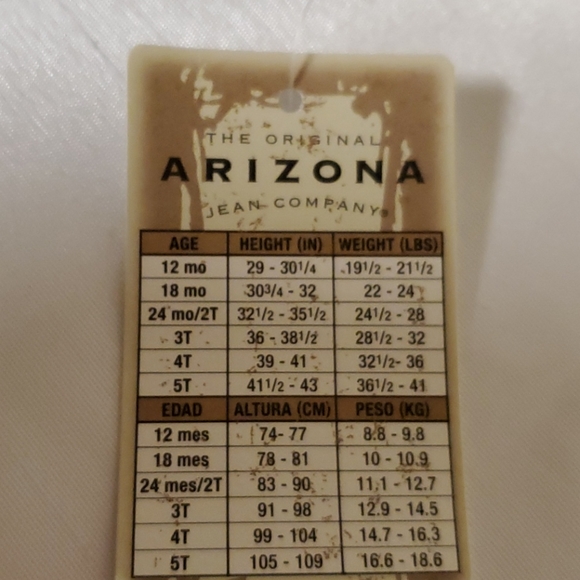 THE ORIGINAL
ARIZONA
JEAN COMPANY®
AGE HEIGHT (IN) WEIGHT (LBS)
12 mo 29 - 301/4 191/2 - 211/2
18 mo 303/4 - 32 22 - 24
24 mo/2T 321/2 - 351/2 241/2 - 28
3T 36 - 381/2 281/2 - 32
4T 39 - 41 321/2- 36
5T 411/2 - 43 361/2 - 41
EDAD ALTURA (CM) PESO (KG)
12 mes 74- 77 8.8 - 9.8
18 mes 78 - 81 10 - 10.9
24 mes/2T 83 - 90 11.1 - 12.7
3T 91 - 98 12.9 - 14.5
4T 99 - 104 14.7 - 16.3
5T 105 - 109 16.6 - 18.6